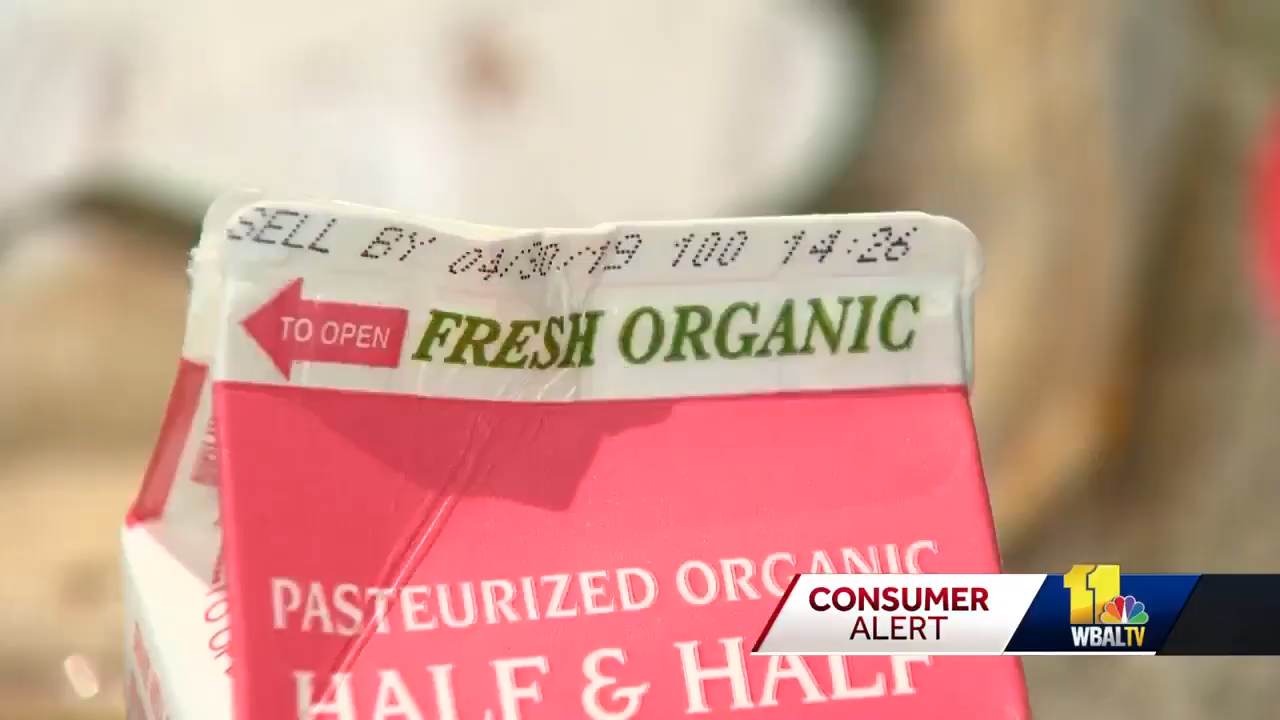 SELL BY 04/30/19 100 14:26
TO OPEN
FRESH ORGANIC
PASTEURIZED ORGANIC
HALF & HALF
CONSUMER
ALERT
11
WBALTV